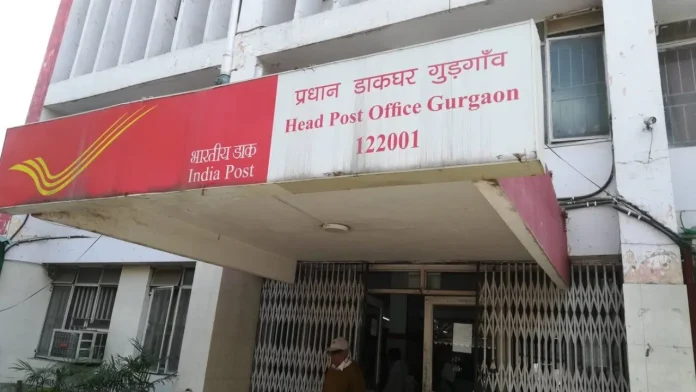 भारतीय डाक
India Post
प्रधान डाकघर गुड़गाँव
Head Post Office Gurgaon
122001